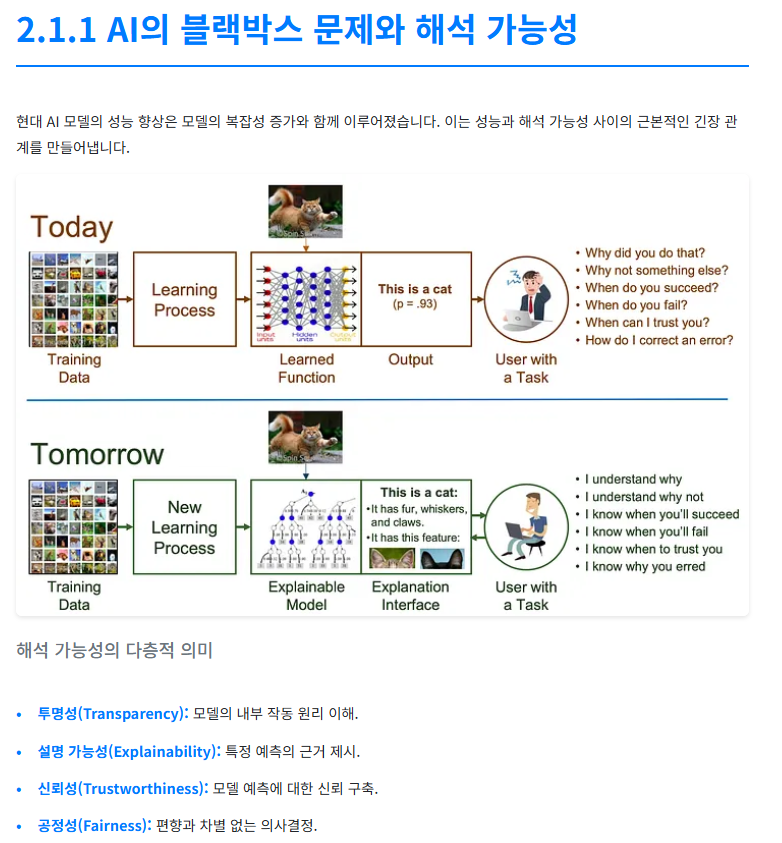 2.1.1 AI의 블랙박스 문제와 해석 가능성
현대 AI 모델의 성능 향상은 모델의 복잡성 증가와 함께 이루어졌습니다. 이는 성능과 해석 가능성 사이의 근본적인 긴장 관
계를 만들어냅니다.
Today
©Spin
Learning
Process
Input
units
Hidden
units
Output
units
This is a cat
(p = .93)
• Why did you do that?
• Why not something else?
• When do you succeed?
• When do you fail?
• When can I trust you?
• How do I correct an error?
Training
Data
Learned
Function
Output
User with
a Task
Tomorrow
©Spin
New
Learning
Process
This is a cat:
•It has fur, whiskers,
and claws.
•It has this feature:
• I understand why
• I understand why not
• I know when you'll succeed
• I know when you'll fail
• I know when to trust you
• I know why you erred
Training
Data
Explainable
Model
Explanation
Interface
User with
a Task
해석 가능성의 다층적 의미
• 투명성(Transparency): 모델의 내부 작동 원리 이해.
• 설명 가능성(Explainability): 특정 예측의 근거 제시.
• 신뢰성(Trustworthiness): 모델 예측에 대한 신뢰 구축.
• 공정성(Fairness): 편향과 차별 없는 의사결정.